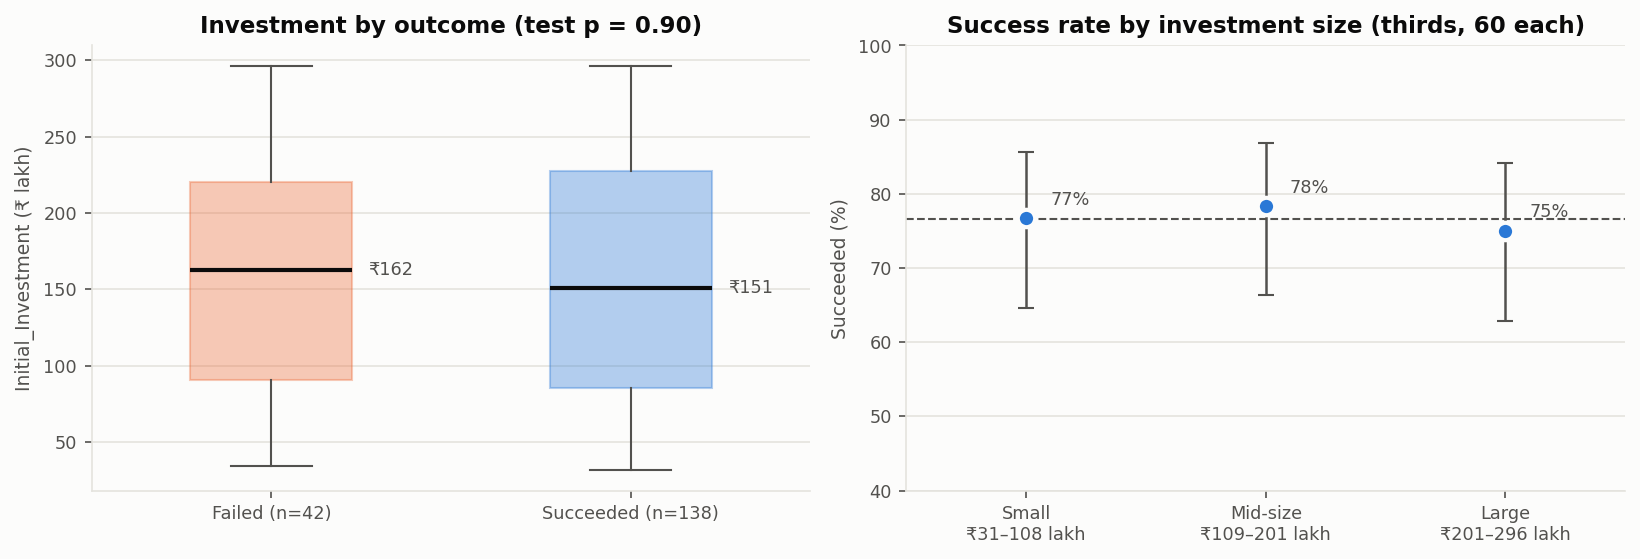 Investment by outcome (test p = 0.90)
Initial_Investment (₹ lakh)
300
250
200
150
100
50
₹162
₹151
Failed (n=42)
Succeeded (n=138)
Success rate by investment size (thirds, 60 each)
Succeeded (%)
100
90
80
70
60
50
40
77%
78%
75%
Small
₹31–108 lakh
Mid-size
₹109–201 lakh
Large
₹201–296 lakh